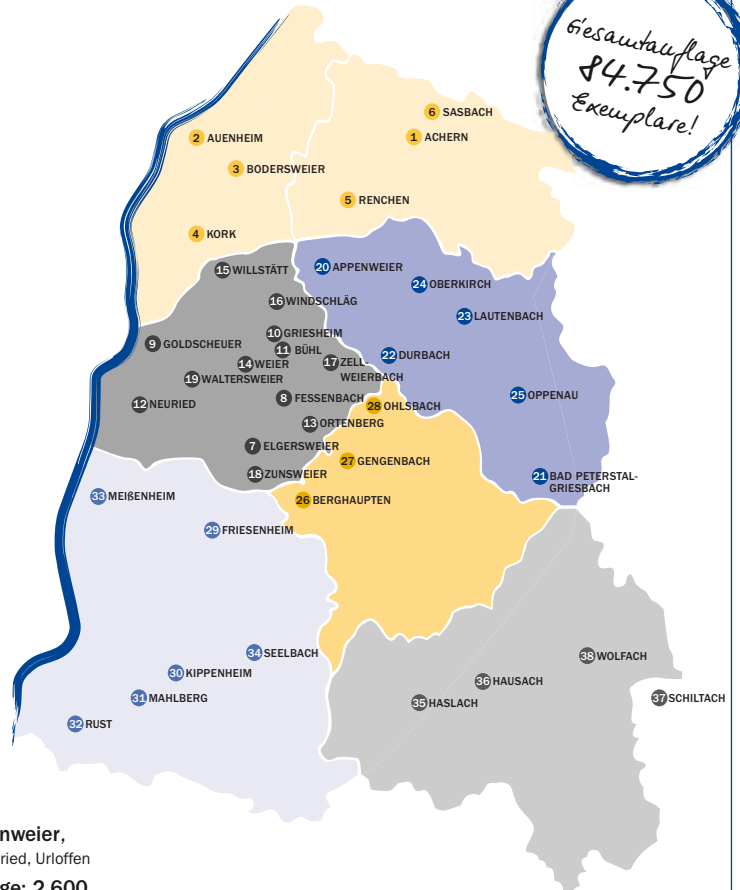 Gesamtauflage
84.750
Exemplare!
6 SASBACH
2 AUENHEIM
1 ACHERN
3 BODERSWEIER
5 RENCHEN
4 KORK
15 WILLSTÄTT
20 APPENWEIER
24 OBERKIRCH
16 WINDSCHLÄG
23 LAUTENBACH
10 GRIESHEIM
9 GOLDSCHEUER
11 BÜHL
22 DURBACH
14 WEIER
17 ZELL-
WEIERBACH
19 WALTERSWEIER
25 OPPENAU
8 FESSENBACH
12 NEURIED
28 OHLSBACH
13 ORTENBERG
7 ELGERSWEIER
27 GENGENBACH
18 ZUNSWEIER
21 BAD PETERSTAL-
GRIESBACH
33 MEIßENHEIM
26 BERGHAUPTEN
29 FRIESENHEIM
34 SEELBACH
38 WOLFACH
30 KIPPENHEIM
36 HAUSACH
31 MAHLBERG
35 HASLACH
37 SCHILTACH
32 RUST
nweier,
ried, Urloffen
ge: 2.600